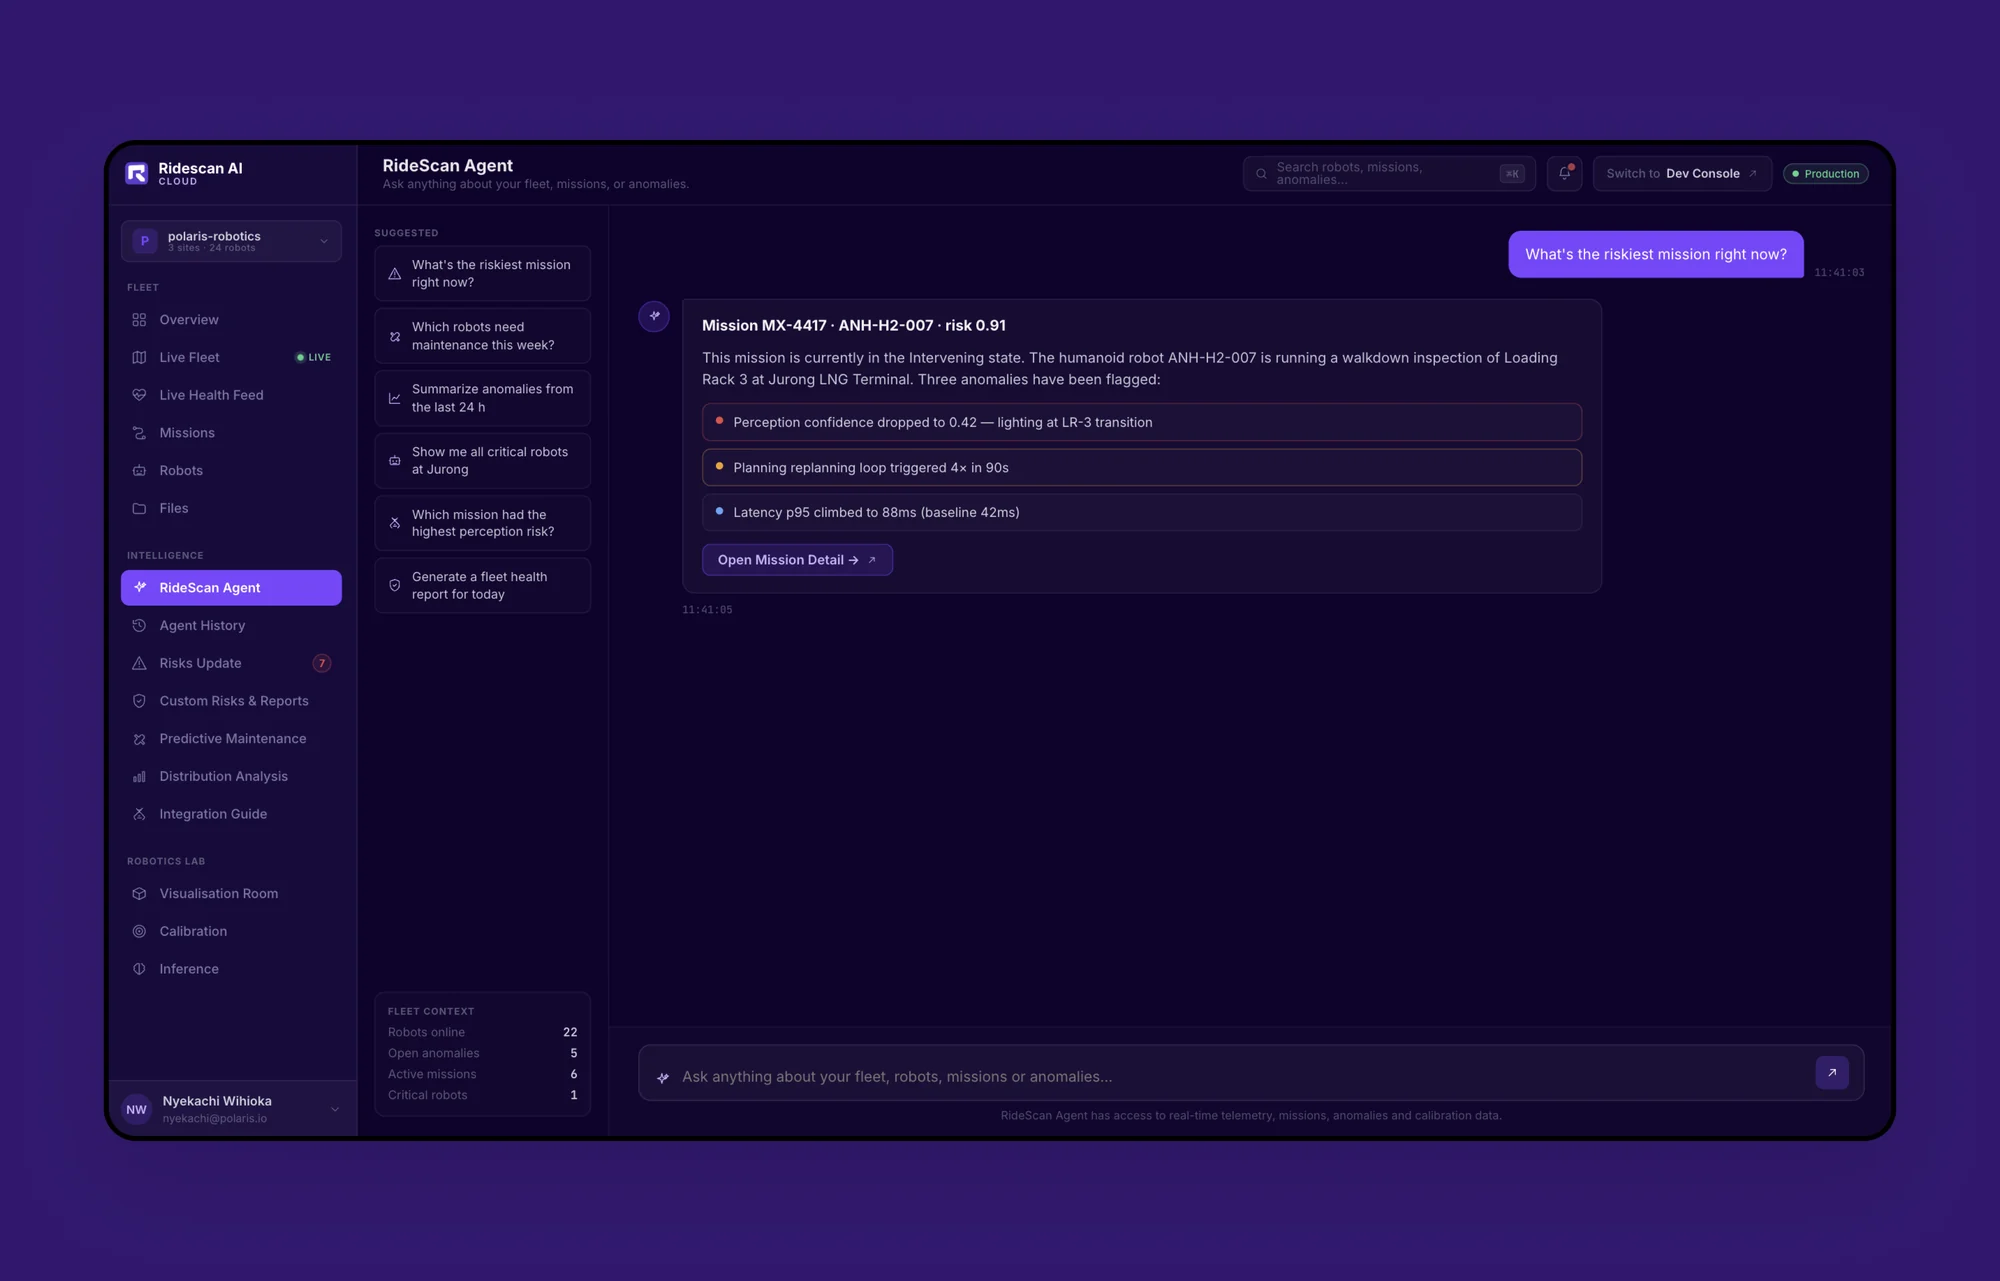 Ridescan AI
CLOUD
RideScan Agent
Ask anything about your fleet, missions, or anomalies.
Search robots, missions,
anomalies...
⌘K
Switch to Dev Console ↗
Production
P
polaris-robotics
3 sites · 24 robots
FLEET
Overview
Live Fleet
LIVE
Live Health Feed
Missions
Robots
Files
INTELLIGENCE
RideScan Agent
Agent History
Risks Update
7
Custom Risks & Reports
Predictive Maintenance
Distribution Analysis
Integration Guide
ROBOTICS LAB
Visualisation Room
Calibration
Inference
NW
Nyekachi Wihioka
nyekachi@polaris.io
SUGGESTED
What's the riskiest mission
right now?
Which robots need
maintenance this week?
Summarize anomalies from
the last 24 h
Show me all critical robots
at Jurong
Which mission had the
highest perception risk?
Generate a fleet health
report for today
FLEET CONTEXT
Robots online 22
Open anomalies 5
Active missions 6
Critical robots 1
What's the riskiest mission right now?
11:41:03
Mission MX-4417 · ANH-H2-007 · risk 0.91
This mission is currently in the Intervening state. The humanoid robot ANH-H2-007 is running a walkdown inspection of Loading
Rack 3 at Jurong LNG Terminal. Three anomalies have been flagged:
Perception confidence dropped to 0.42 — lighting at LR-3 transition
Planning replanning loop triggered 4× in 90s
Latency p95 climbed to 88ms (baseline 42ms)
Open Mission Detail → ↗
11:41:05
Ask anything about your fleet, robots, missions or anomalies...
RideScan Agent has access to real-time telemetry, missions, anomalies and calibration data.